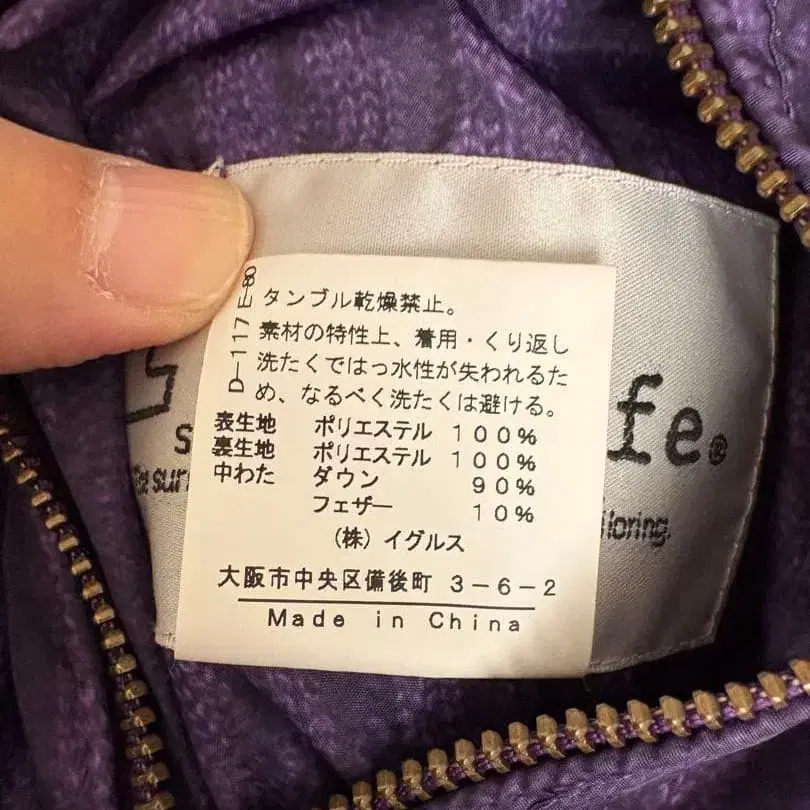 D-117 E-80
タンブル乾燥禁止。
素材の特性上、着用・くり返し
洗たくではっ水性が失われるた
め、なるべく洗たくは避ける。
表生地 ポリエステル 100%
裏生地 ポリエステル 100%
中わた ダウン 90%
フェザー 10%
(株) イグルス
大阪市中央区備後町 3-6-2
Made in China
fe®